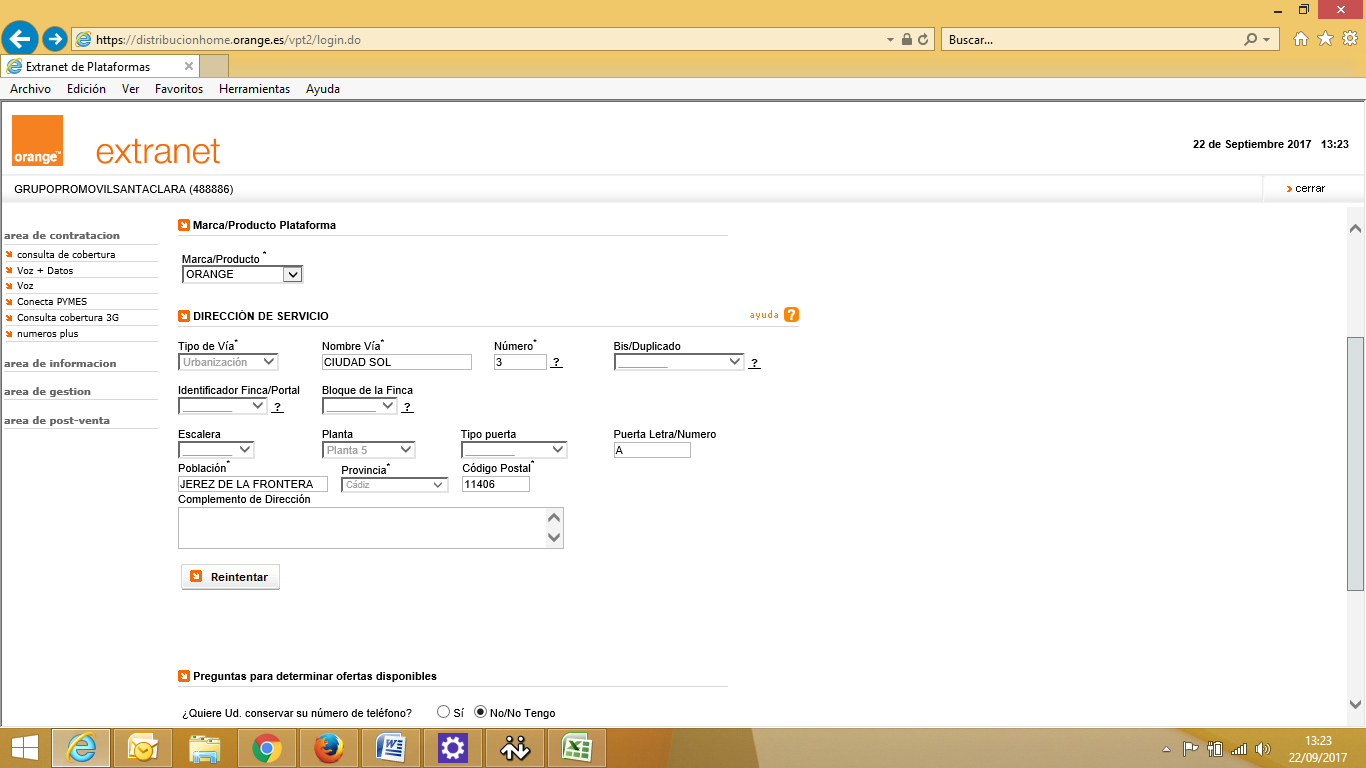 https://distribucionhome.orange.es/vpt2/login.do
Buscar...
Extranet de Plataformas
Archivo Edición Ver Favoritos Herramientas Ayuda
orange™
extranet
22 de Septiembre 2017 13:23
GRUPOPROMOVILSANTACLARA (488886)
cerrar
area de contratacion
consulta de cobertura
Voz + Datos
Voz
Conecta PYMES
Consulta cobertura 3G
numeros plus
area de informacion
area de gestion
area de post-venta
Marca/Producto Plataforma
Marca/Producto *
ORANGE
DIRECCIÓN DE SERVICIO
ayuda ?
Tipo de Vía* Nombre Vía* Número* Bis/Duplicado
Urbanización CIUDAD SOL 3 ? ________ ?
Identificador Finca/Portal Bloque de la Finca
________ ? ________ ?
Escalera Planta Tipo puerta Puerta Letra/Numero
________ Planta 5 ________ A
Población* Provincia* Código Postal*
JEREZ DE LA FRONTERA Cádiz 11406
Complemento de Dirección
Reintentar
Preguntas para determinar ofertas disponibles
¿Quiere Ud. conservar su número de teléfono? Sí No/No Tengo
13:23
22/09/2017